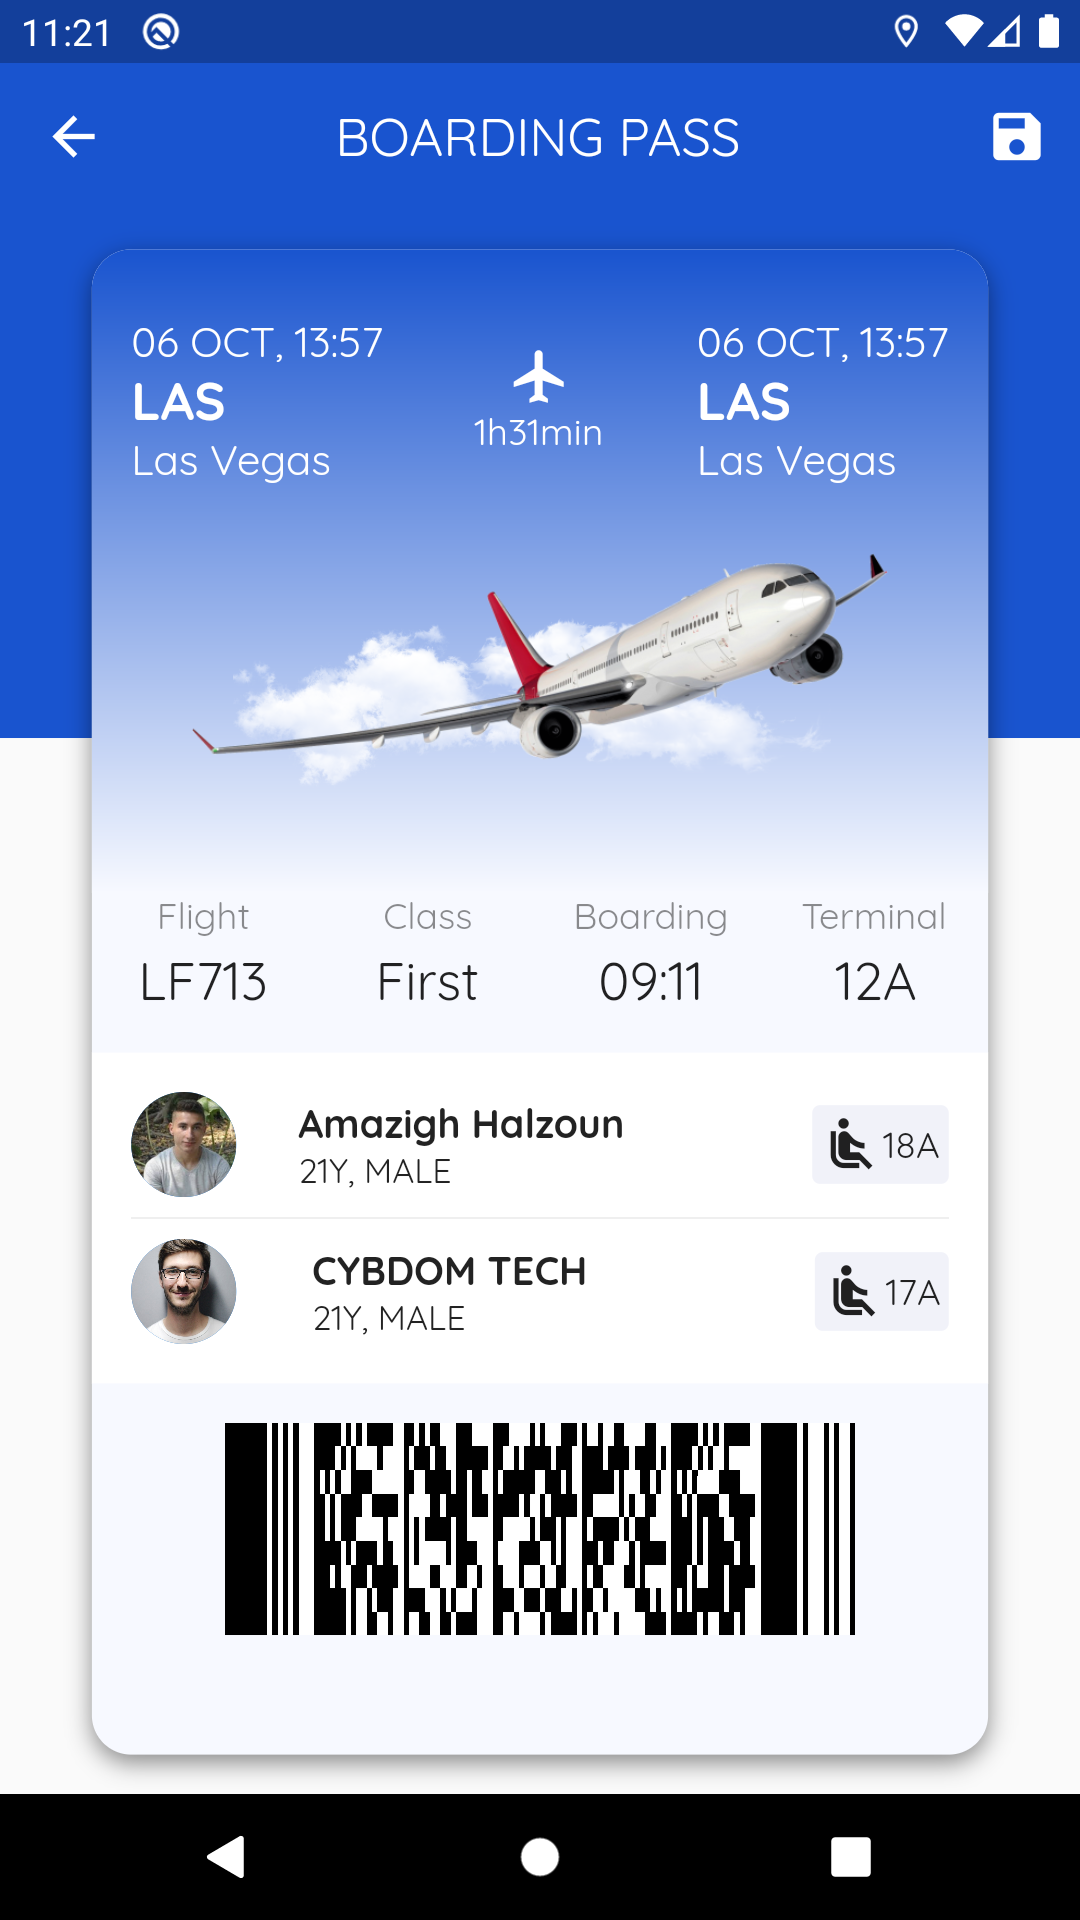 11:21
BOARDING PASS
06 OCT, 13:57
LAS
Las Vegas
1h31min
06 OCT, 13:57
LAS
Las Vegas
Flight Class Boarding Terminal
LF713 First 09:11 12A
Amazigh Halzoun
21Y, MALE
18A
CYBDOM TECH
21Y, MALE
17A